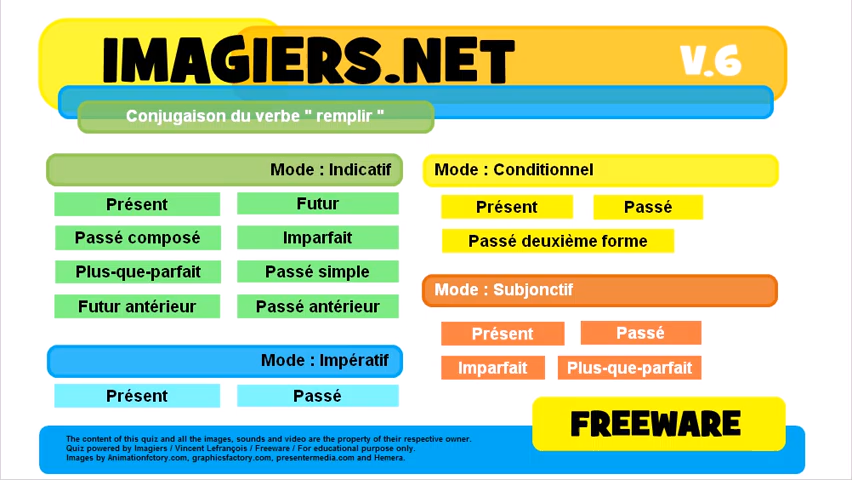 IMAGIERS.NET
V.6
Conjugaison du verbe " remplir "
Mode : Indicatif
Présent
Futur
Passé composé
Imparfait
Plus-que-parfait
Passé simple
Futur antérieur
Passé antérieur
Mode : Impératif
Présent
Passé
Mode : Conditionnel
Présent
Passé
Passé deuxième forme
Mode : Subjonctif
Présent
Passé
Imparfait
Plus-que-parfait
FREEWARE
The content of this quiz and all the images, sounds and video are the property of their respective owner.
Quiz powered by Imagiers / Vincent Lefrançois / Freeware / For educational purpose only.
Images by Animationfctory.com, graphicsfactory.com, presentermedia.com and Hemera.